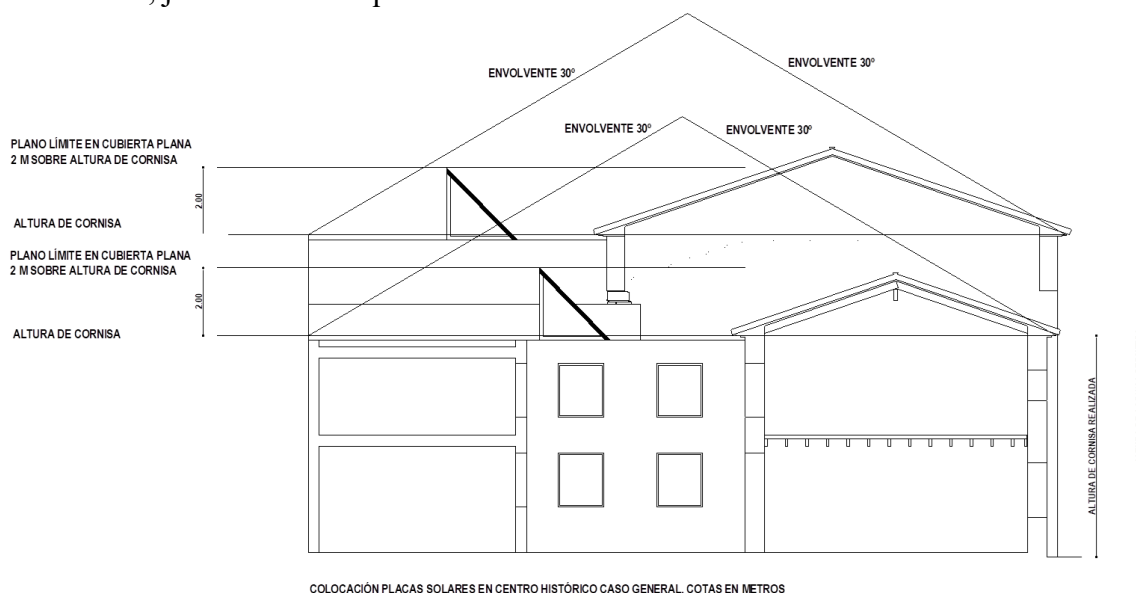 ENVOLVENTE 30º
ENVOLVENTE 30º
ENVOLVENTE 30º
ENVOLVENTE 30º
PLANO LÍMITE EN CUBIERTA PLANA
2 M SOBRE ALTURA DE CORNISA
2.00
ALTURA DE CORNISA
PLANO LÍMITE EN CUBIERTA PLANA
2 M SOBRE ALTURA DE CORNISA
2.00
ALTURA DE CORNISA
ALTURA DE CORNISA REALIZADA
COLOCACIÓN PLACAS SOLARES EN CENTRO HISTÓRICO CASO GENERAL. COTAS EN METROS